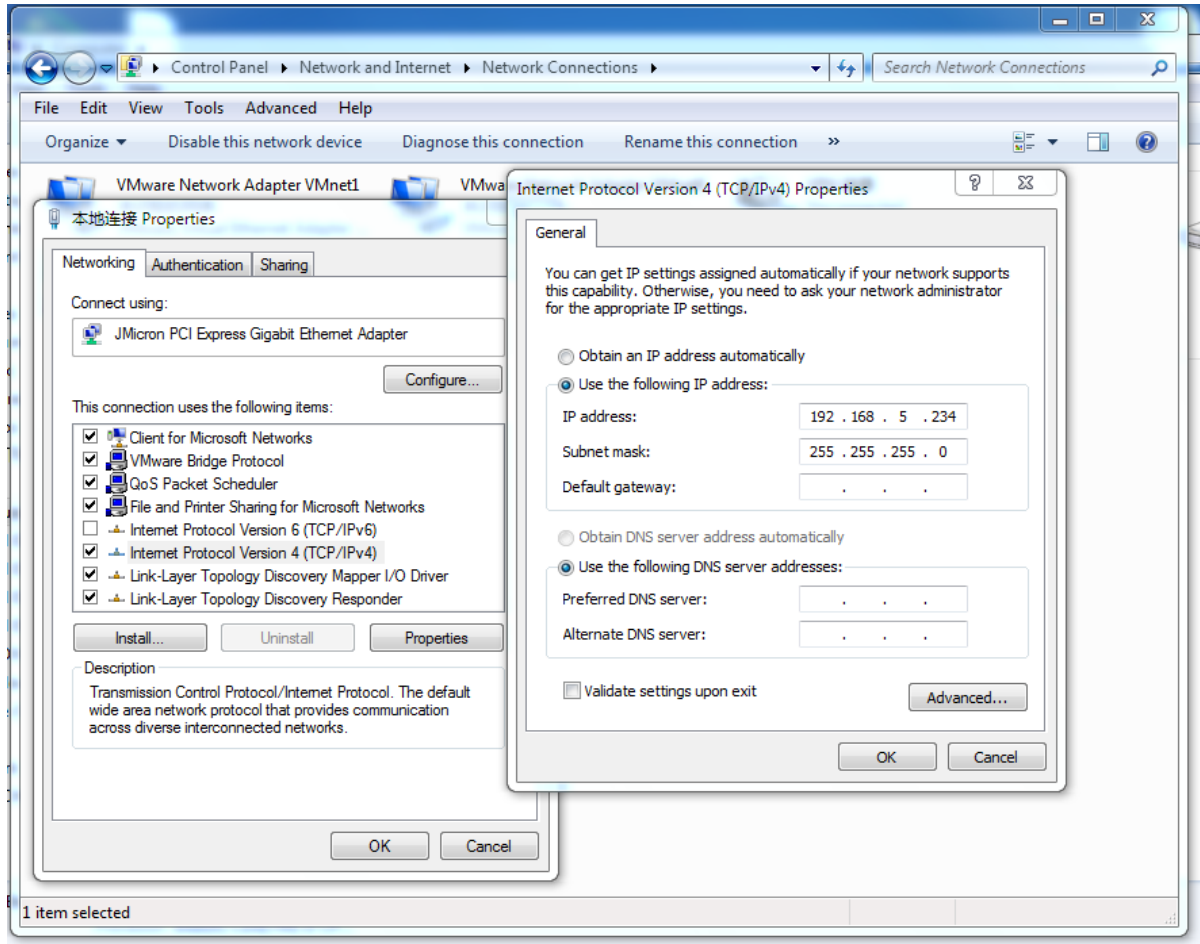 Control Panel Network and Internet Network Connections
Search Network Connections
File Edit View Tools Advanced Help
Organize Disable this network device Diagnose this connection Rename this connection »
VMware Network Adapter VMnet1
VMwa
本地连接 Properties
Networking Authentication Sharing
Connect using:
JMicron PCI Express Gigabit Ethernet Adapter
Configure...
This connection uses the following items:
Client for Microsoft Networks
VMware Bridge Protocol
QoS Packet Scheduler
File and Printer Sharing for Microsoft Networks
Internet Protocol Version 6 (TCP/IPv6)
Internet Protocol Version 4 (TCP/IPv4)
Link-Layer Topology Discovery Mapper I/O Driver
Link-Layer Topology Discovery Responder
Install... Uninstall Properties
Description
Transmission Control Protocol/Internet Protocol. The default
wide area network protocol that provides communication
across diverse interconnected networks.
OK Cancel
Internet Protocol Version 4 (TCP/IPv4) Properties
General
You can get IP settings assigned automatically if your network supports
this capability. Otherwise, you need to ask your network administrator
for the appropriate IP settings.
Obtain an IP address automatically
Use the following IP address:
IP address: 192 . 168 . 5 . 234
Subnet mask: 255 . 255 . 255 . 0
Default gateway: . . .
Obtain DNS server address automatically
Use the following DNS server addresses:
Preferred DNS server: . . .
Alternate DNS server: . . .
Validate settings upon exit
Advanced...
OK Cancel
1 item selected